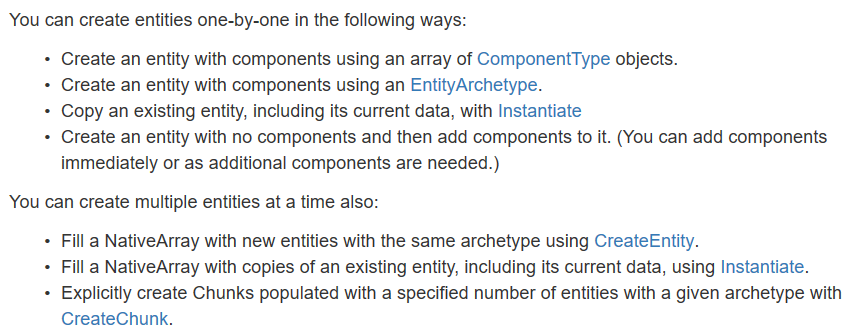 You can create entities one-by-one in the following ways:
• Create an entity with components using an array of ComponentType objects.
• Create an entity with components using an EntityArchetype.
• Copy an existing entity, including its current data, with Instantiate
• Create an entity with no components and then add components to it. (You can add components
immediately or as additional components are needed.)
You can create multiple entities at a time also:
• Fill a NativeArray with new entities with the same archetype using CreateEntity.
• Fill a NativeArray with copies of an existing entity, including its current data, using Instantiate.
• Explicitly create Chunks populated with a specified number of entities with a given archetype with
CreateChunk.